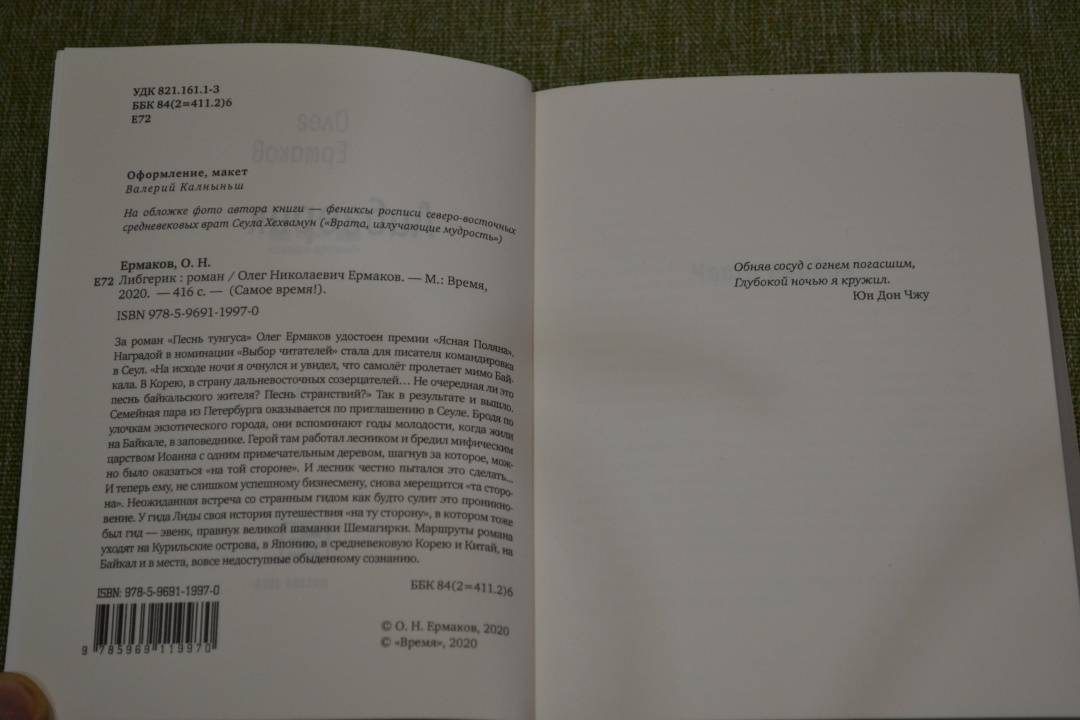 УДК 821.161.1-3
ББК 84(2=411.2)6
Е72
Оформление, макет
Валерий Калныньш
На обложке фото автора книги — фениксы росписи северо-восточных
средневековых врат Сеула Хехвамун («Врата, излучающие мудрость»)
Ермаков, О. Н.
Е72 Либгерик : роман / Олег Николаевич Ермаков. — М.: Время,
2020. — 416 с. — (Самое время!).
ISBN 978-5-9691-1997-0
За роман «Песнь тунгуса» Олег Ермаков удостоен премии «Ясная Поляна».
Наградой в номинации «Выбор читателей» стала для писателя командировка
в Сеул. «На исходе ночи я очнулся и увидел, что самолёт пролетает мимо Бай-
кала. В Корею, в страну дальневосточных созерцателей… Не очередная ли это
песнь байкальского жителя? Песнь странствий?» Так в результате и вышло.
Семейная пара из Петербурга оказывается по приглашению в Сеуле. Бродя по
улочкам экзотического города, они вспоминают годы молодости, когда жили
на Байкале, в заповеднике. Герой там работал лесником и бредил мифическим
царством Иоанна с одним примечательным деревом, шагнув за которое, мож-
но было оказаться «на той стороне». И лесник честно пытался это сделать...
И теперь ему, не слишком успешному бизнесмену, снова мерещится «та сторо-
на». Неожиданная встреча со странным гидом как будто сулит это проникно-
вение. У гида Лиды своя история путешествия «на ту сторону», в котором тоже
был гид — эвенк, правнук великой шаманки Шемагирки. Маршруты романа
уходят на Курильские острова, в Японию, в средневековую Корею и Китай, на
Байкал и в места, вовсе недоступные обыденному сознанию.
ISBN: 978-5-9691-1997-0
ББК 84(2=411.2)6
9 785969 119970
© О. Н. Ермаков, 2020
© «Время», 2020
Обняв сосуд с огнем погасшим,
Глубокой ночью я кружил.
Юн Дон Чжу